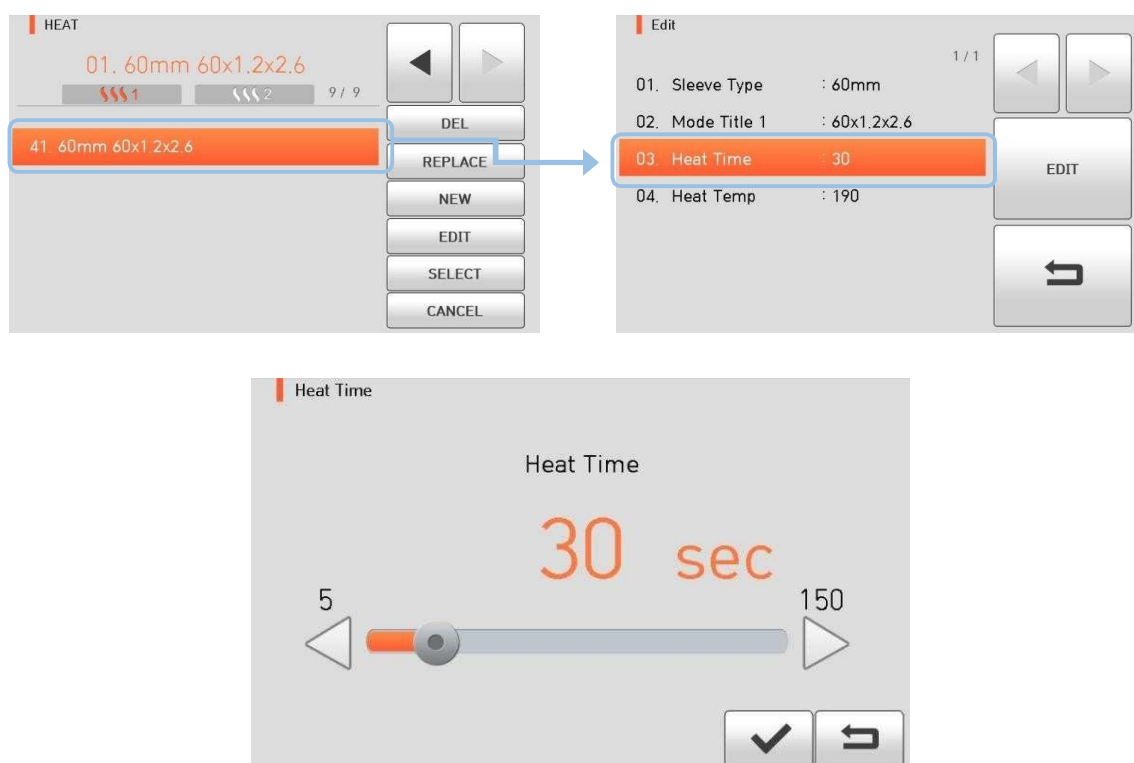 HEAT
01. 60mm 60x1.2x2.6
1
2
9/ 9
41. 60mm 60x1.2x2.6
DEL
REPLACE
NEW
EDIT
SELECT
CANCEL
Edit
1/1
01. Sleeve Type : 60mm
02. Mode Title 1 : 60x1.2x2.6
03. Heat Time : 30
04. Heat Temp : 190
EDIT
Heat Time
Heat Time
30 sec
5
150